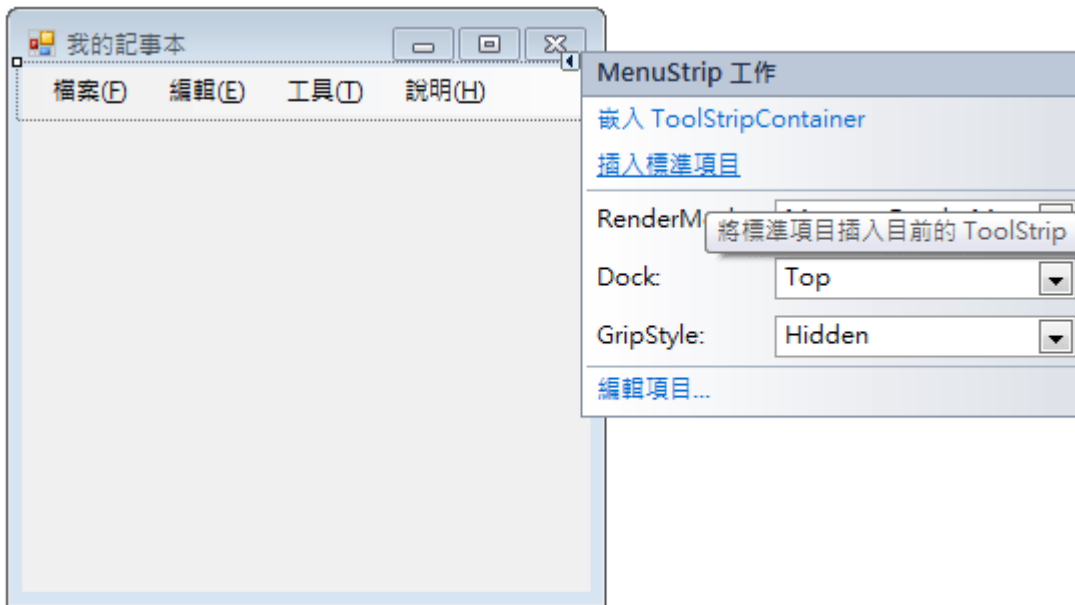 我的記事本
檔案(F) 編輯(E) 工具(T) 說明(H)
MenuStrip 工作
嵌入 ToolStripContainer
插入標準項目
將標準項目插入目前的 ToolStrip
Dock: Top
GripStyle: Hidden
編輯項目...